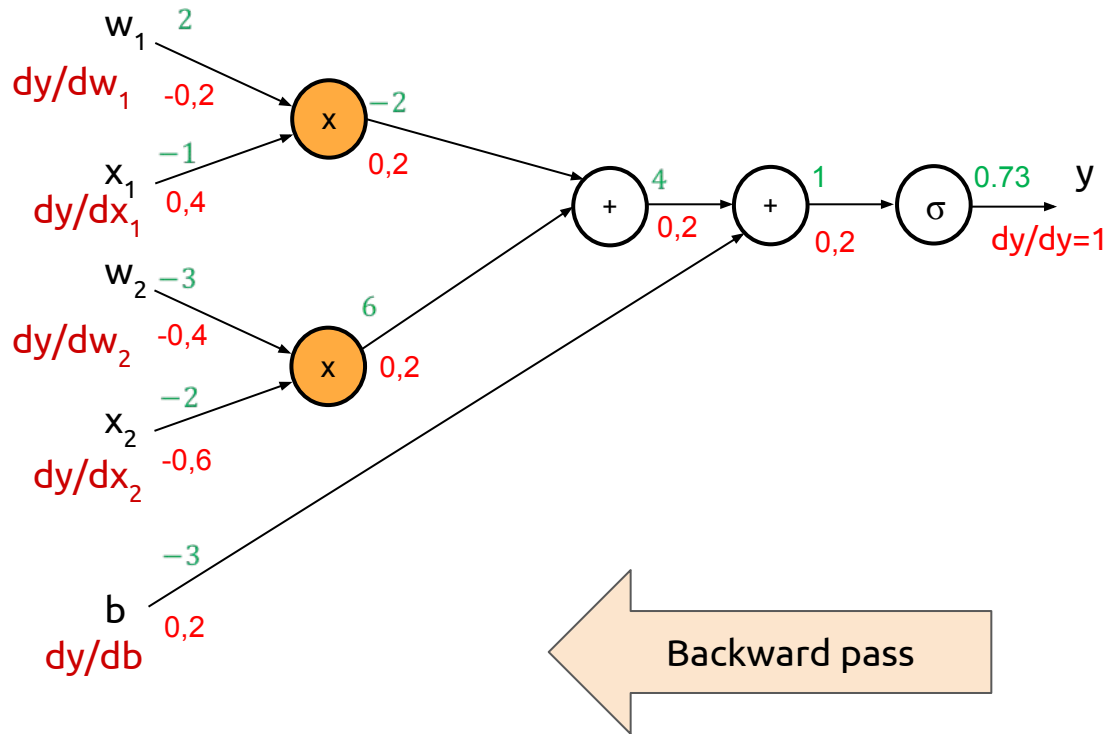 w₁ 2
dy/dw₁ -0,2
x
−2
0,2
−1
x₁
dy/dx₁ 0,4
+
4
0,2
+
1
0,2
σ
0.73
y
dy/dy=1
w₂ −3
dy/dw₂ -0,4
x
6
0,2
−2
x₂
dy/dx₂ -0,6
−3
b 0,2
dy/db
Backward pass